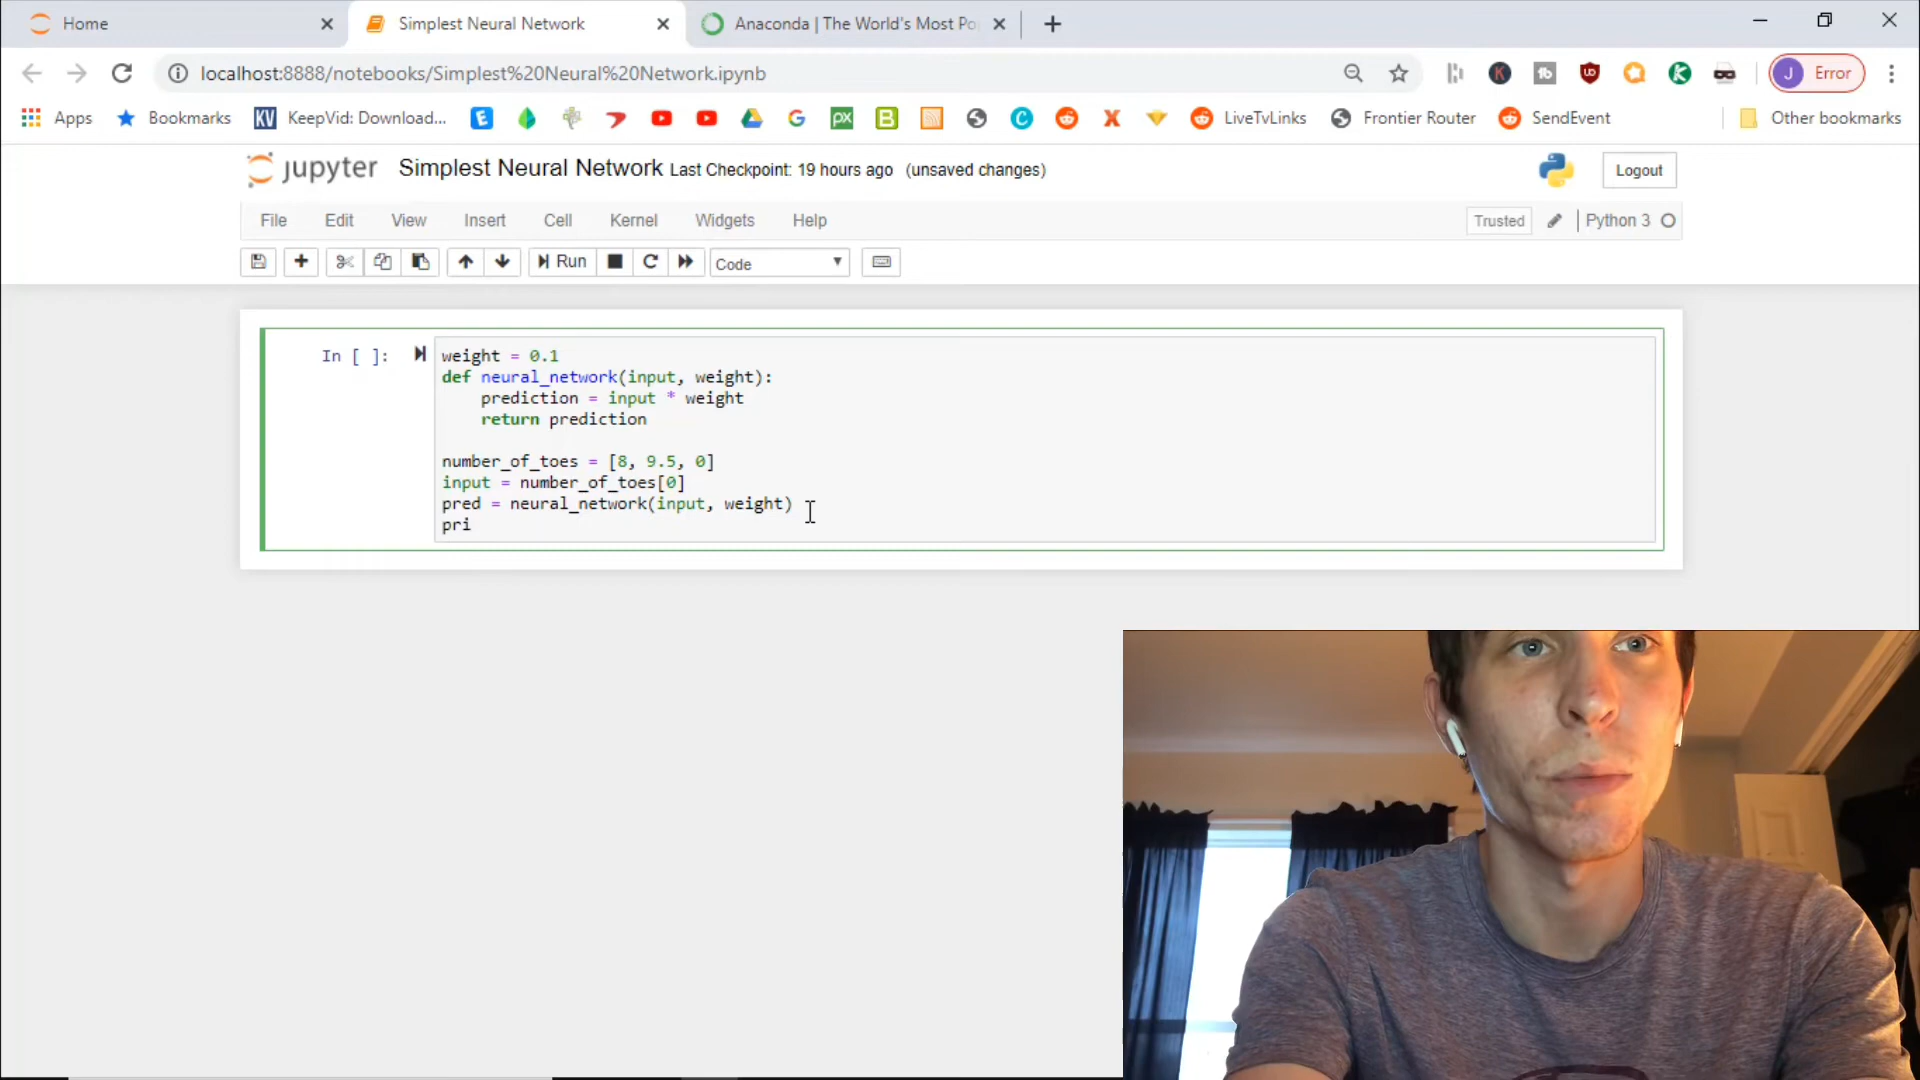 Home
Simplest Neural Network
Anaconda | The World's Most Po
localhost:8888/notebooks/Simplest%20Neural%20Network.ipynb
J Error
Apps
Bookmarks
KV KeepVid: Download...
LiveTvLinks
Frontier Router
SendEvent
Other bookmarks
jupyter
Simplest Neural Network Last Checkpoint: 19 hours ago (unsaved changes)
Logout
File Edit View Insert Cell Kernel Widgets Help
Trusted
Python 3
Run
Code
In [ ]:
weight = 0.1
def neural_network(input, weight):
prediction = input * weight
return prediction
number_of_toes = [8, 9.5, 0]
input = number_of_toes[0]
pred = neural_network(input, weight)
pri